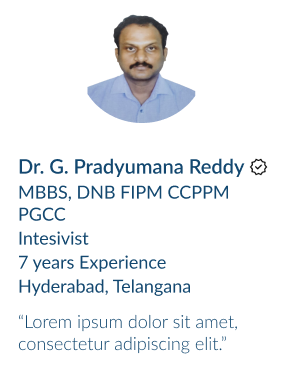 Dr. G. Pradyumana Reddy
MBBS, DNB FIPM CCPPM
PGCC
Intesivist
7 years Experience
Hyderabad, Telangana
“Lorem ipsum dolor sit amet,
consectetur adipiscing elit.”